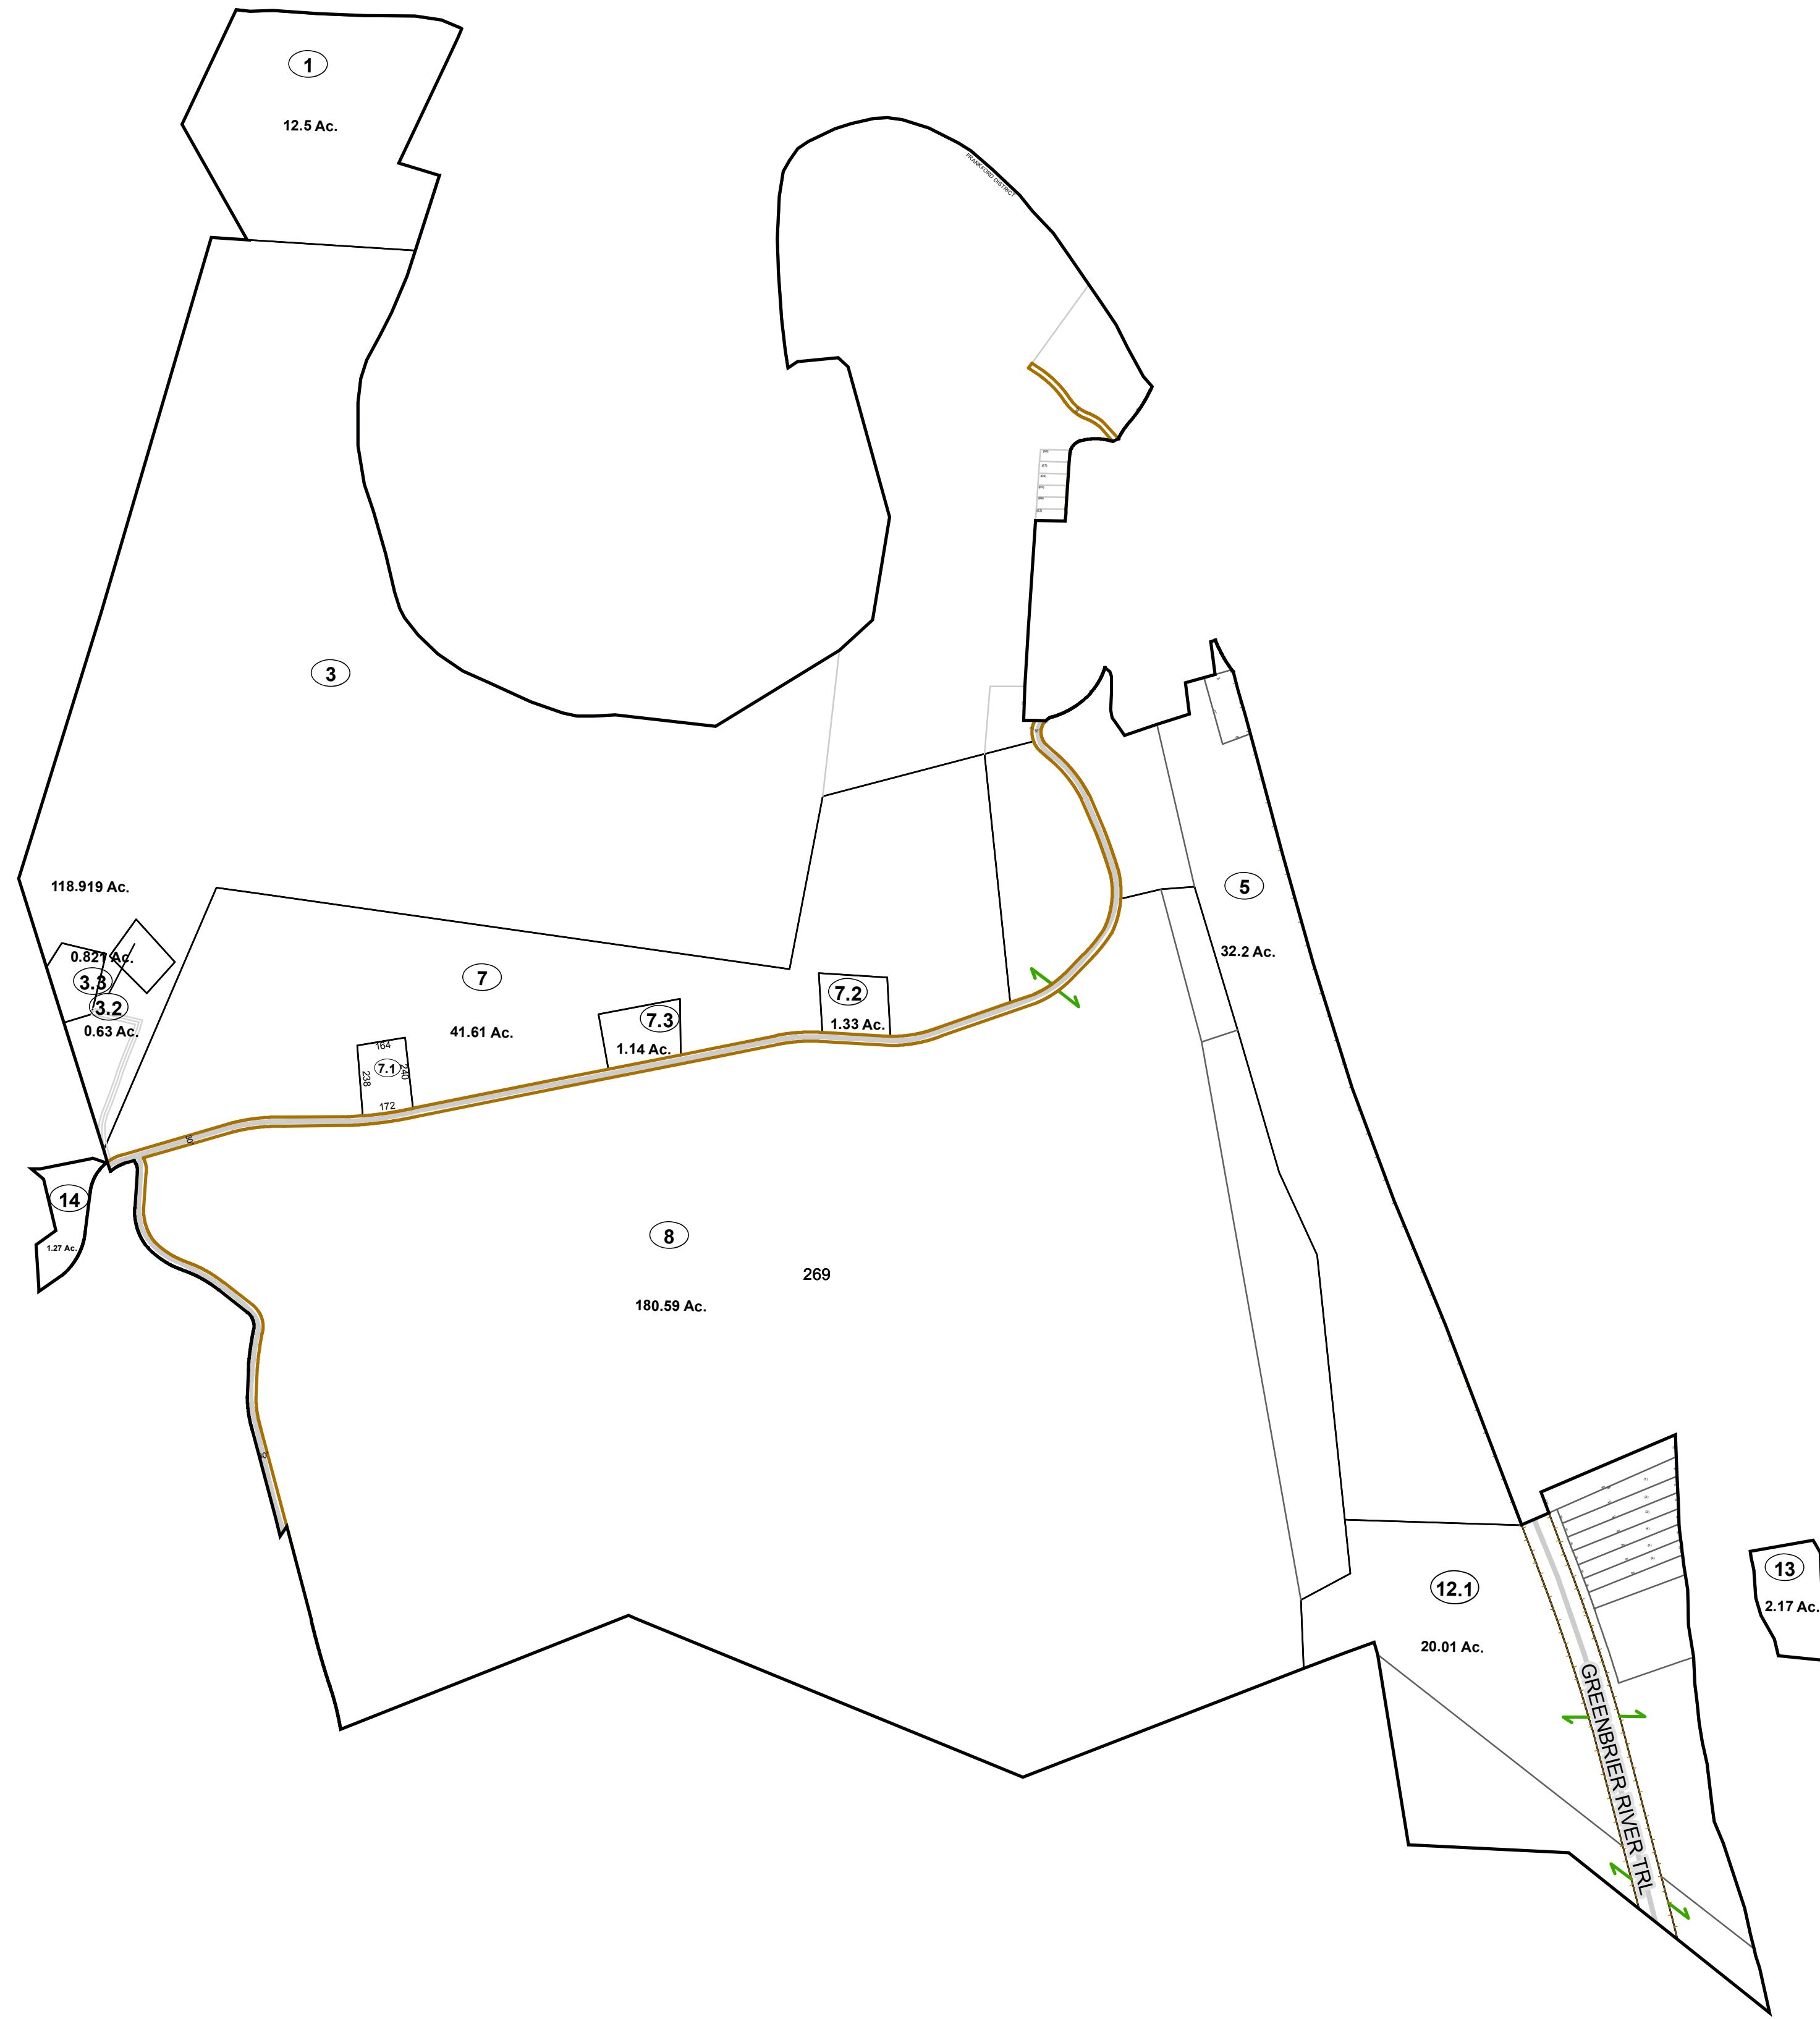 1
12.5 Ac.
FRANKFORD DISTRICT
3
118.919 Ac.
5
32.2 Ac.
0.821 Ac.
3.3
3.2
0.63 Ac.
7
41.61 Ac.
7.2
1.33 Ac.
7.3
1.14 Ac.
164
7.1
238
240
172
50
14
1.27 Ac.
8
269
180.59 Ac.
12.1
20.01 Ac.
13
2.17 Ac.
GREENBRIER RIVER TRL